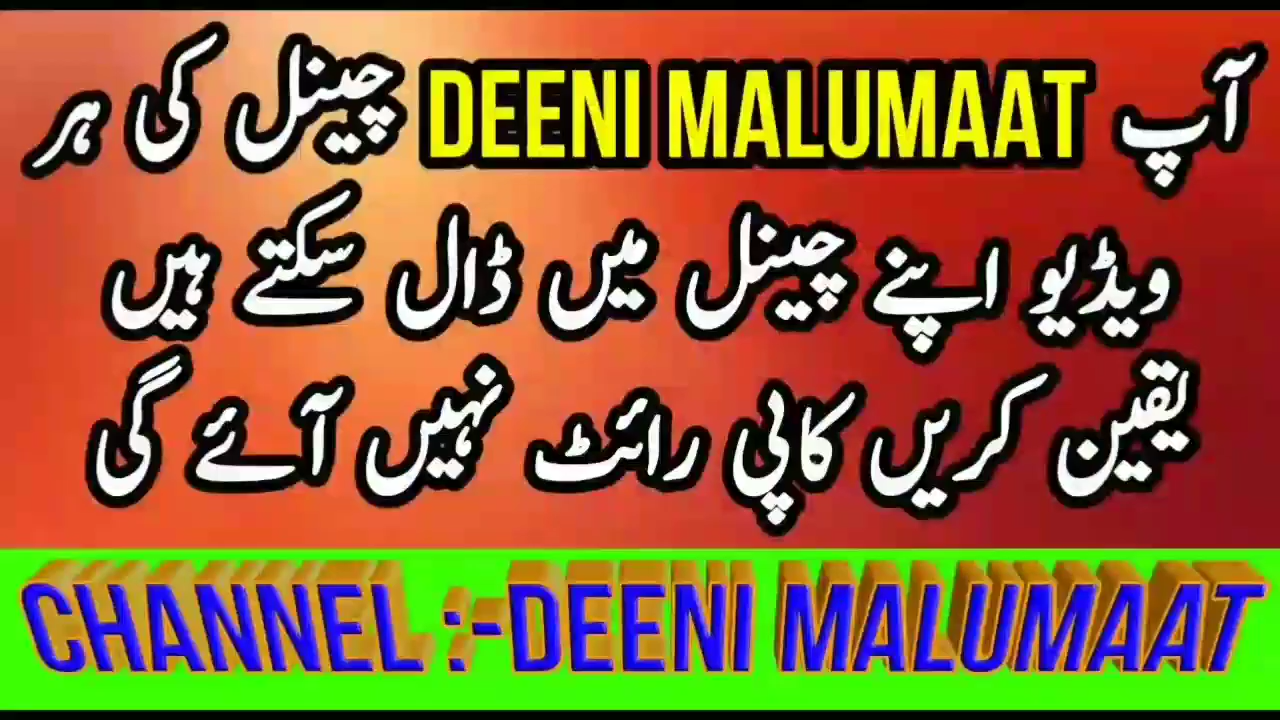 آپ DEENI MALUMAAT چینل کی ہر
ویڈیو اپنے چینل میں ڈال سکتے ہیں
یقین کریں کاپی رائٹ نہیں آئے گی
CHANNEL :-DEENI MALUMAAT